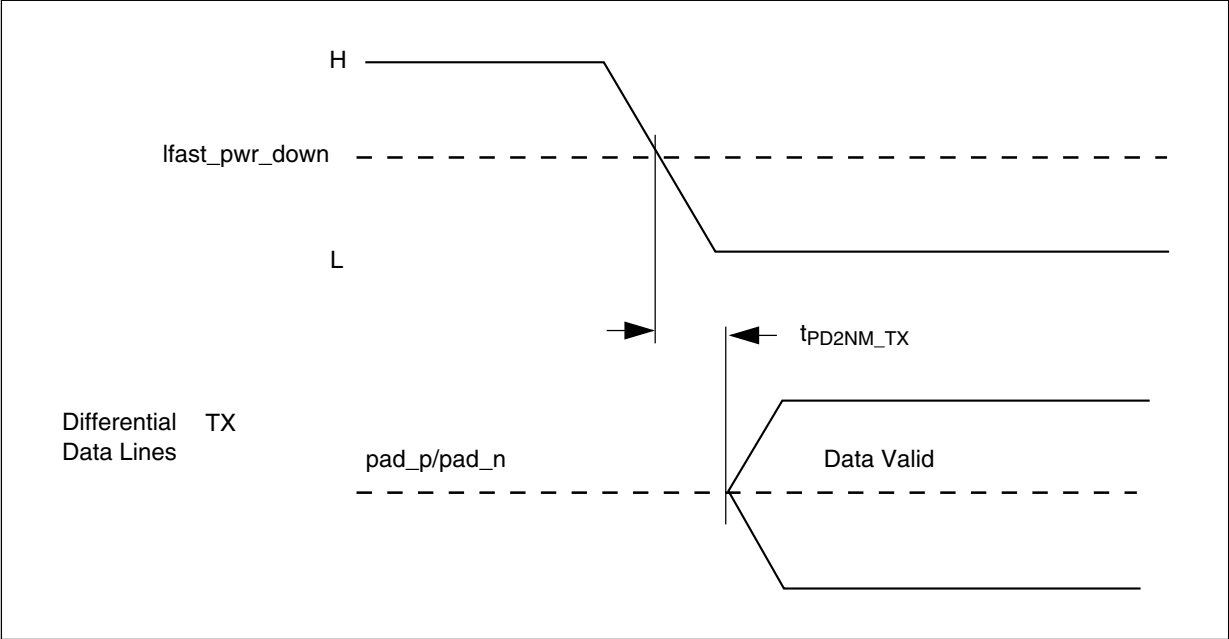 H
lfast_pwr_down
L
tPD2NM_TX
Differential TX
Data Lines
pad_p/pad_n
Data Valid